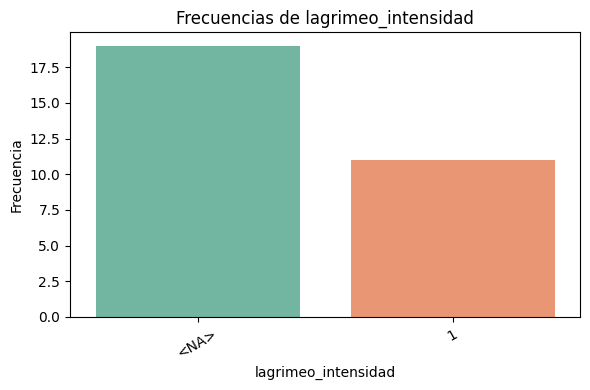 Frecuencias de lagrimeo_intensidad
Frecuencia
17.5
15.0
12.5
10.0
7.5
5.0
2.5
0.0
<NA>
1
lagrimeo_intensidad